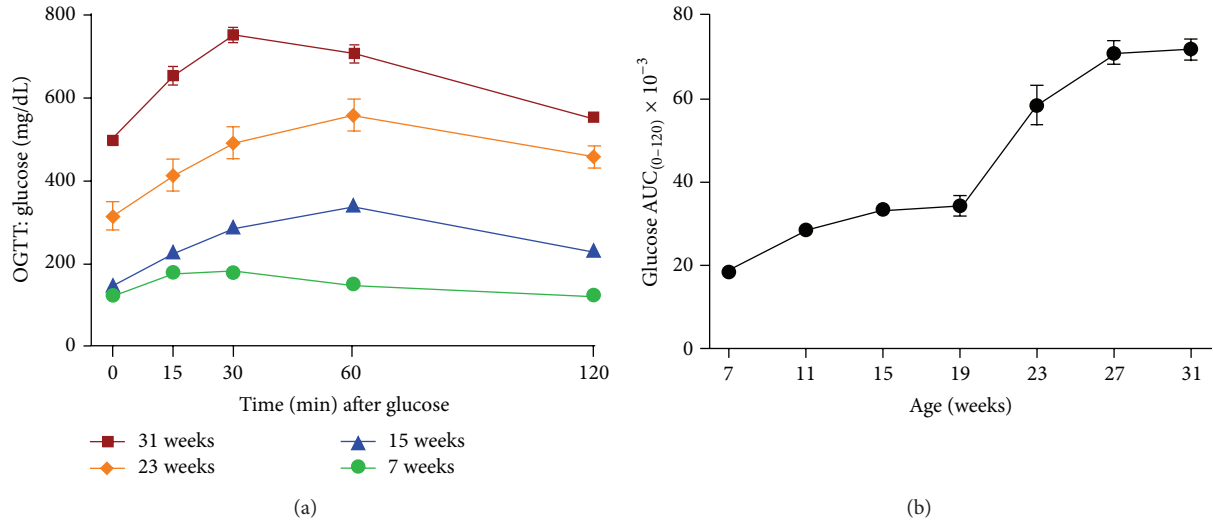 OGTT: glucose (mg/dL)
800
600
400
200
0
0 15 30 60 120
Time (min) after glucose
31 weeks
23 weeks
15 weeks
7 weeks
(a)
Glucose AUC(0–120) × 10⁻³
80
60
40
20
0
7 11 15 19 23 27 31
Age (weeks)
(b)